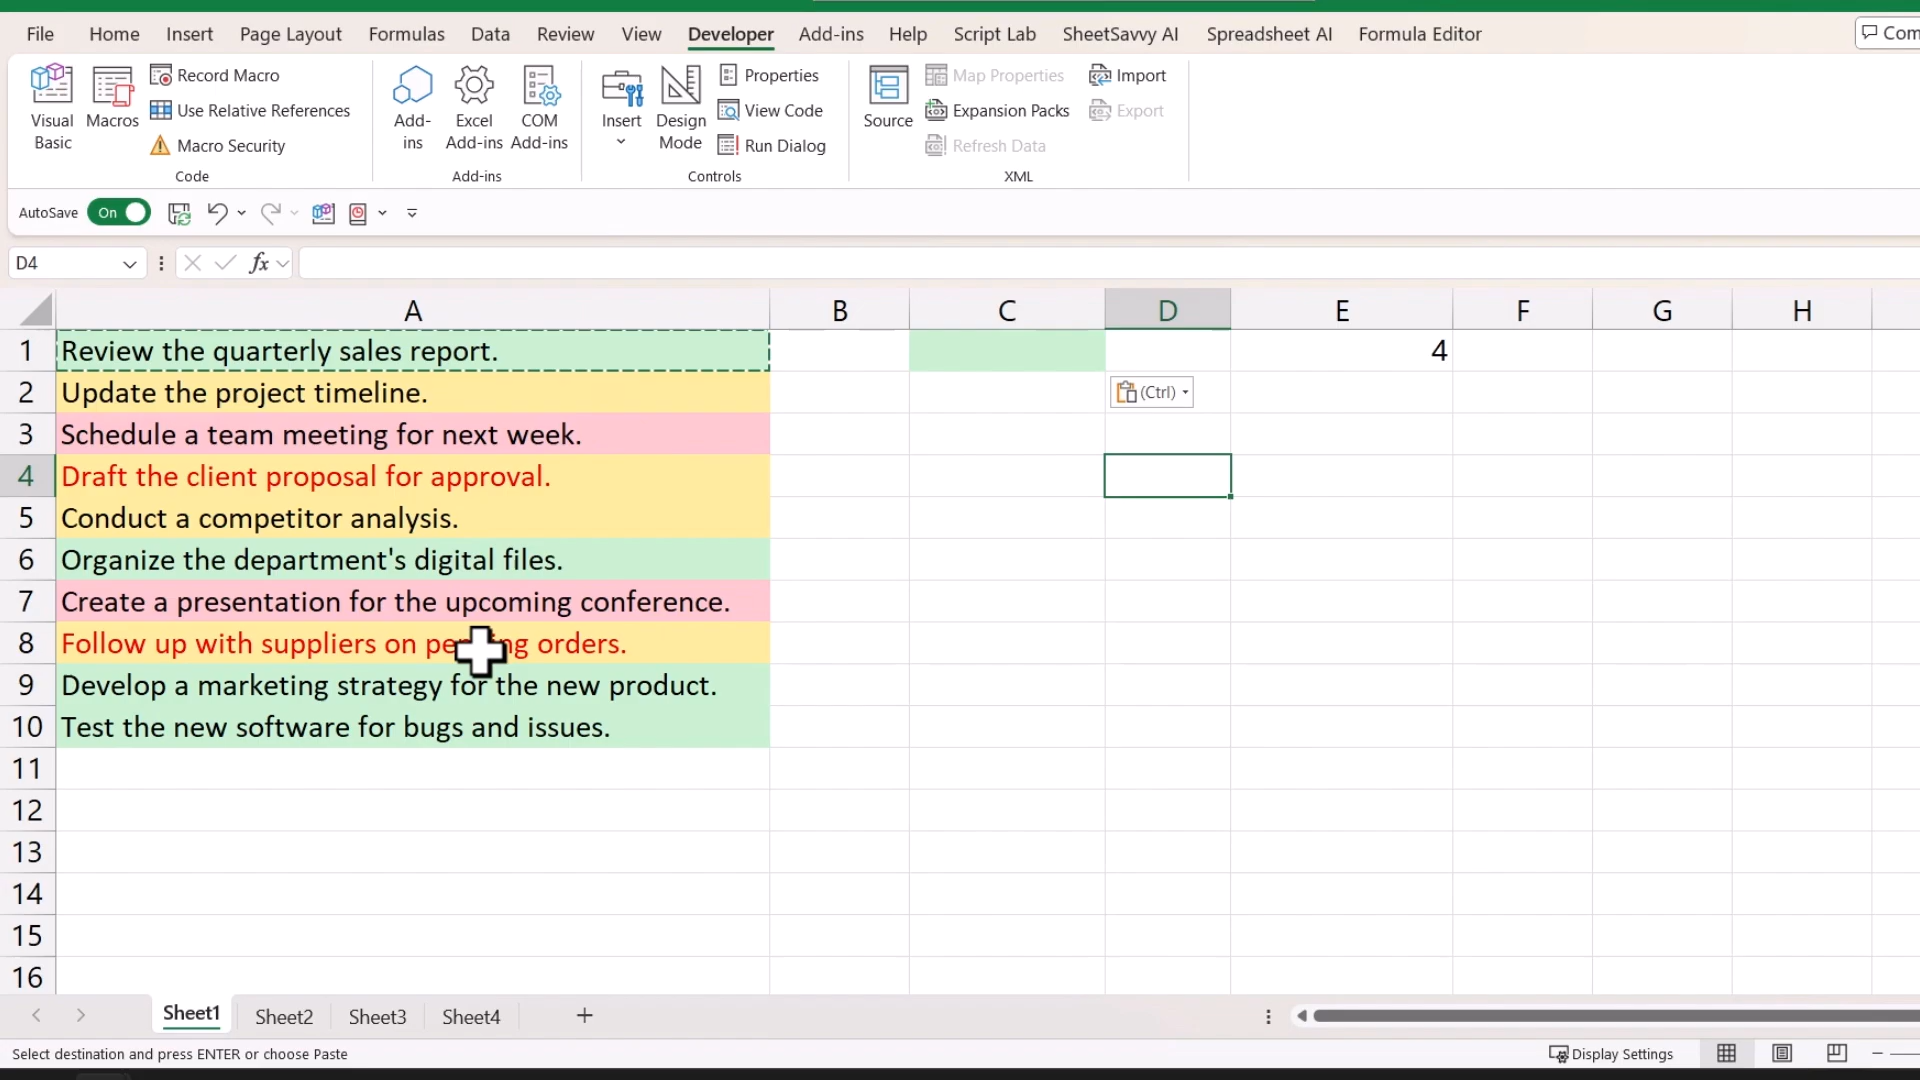 File Home Insert Page Layout Formulas Data Review View Developer Add-ins Help Script Lab SheetSavvy AI Spreadsheet AI Formula Editor
Visual Basic
Macros
Record Macro
Use Relative References
Macro Security
Code
Add-ins
Excel Add-ins
COM Add-ins
Add-ins
Insert
Design Mode
Properties
View Code
Run Dialog
Controls
Source
Map Properties
Expansion Packs
Refresh Data
Import
Export
XML
AutoSave On
D4 fx
A B C D E F G H
1 Review the quarterly sales report. 4
2 Update the project timeline. (Ctrl)
3 Schedule a team meeting for next week.
4 Draft the client proposal for approval.
5 Conduct a competitor analysis.
6 Organize the department's digital files.
7 Create a presentation for the upcoming conference.
8 Follow up with suppliers on orders.
9 Develop a marketing strategy for the new product.
10 Test the new software for bugs and issues.
11
12
13
14
15
16
Sheet1 Sheet2 Sheet3 Sheet4
Select destination and press ENTER or choose Paste Display Settings